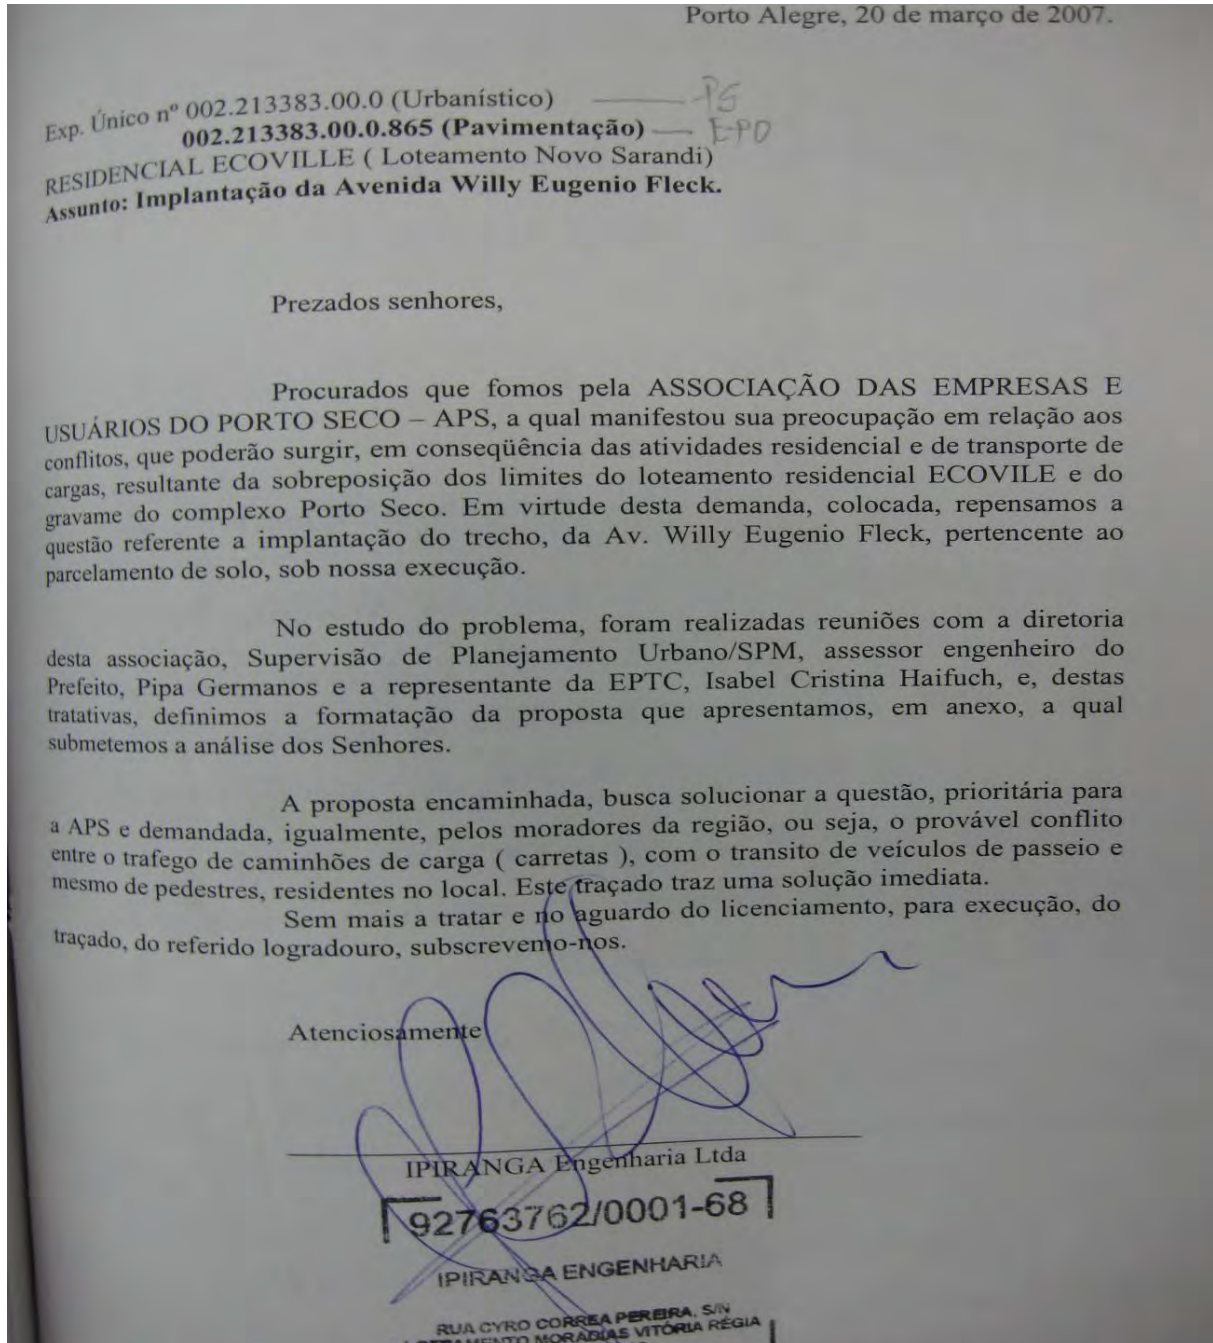 Porto Alegre, 20 de março de 2007.
Exp. Único nº 002.213383.00.0 (Urbanístico)
002.213383.00.0.865 (Pavimentação)
RESIDENCIAL ECOVILLE ( Loteamento Novo Sarandi)
Assunto: Implantação da Avenida Willy Eugenio Fleck.
Prezados senhores,
Procurados que fomos pela ASSOCIAÇÃO DAS EMPRESAS E
USUÁRIOS DO PORTO SECO – APS, a qual manifestou sua preocupação em relação aos
conflitos, que poderão surgir, em conseqüência das atividades residencial e de transporte de
cargas, resultante da sobreposição dos limites do loteamento residencial ECOVILE e do
gravame do complexo Porto Seco. Em virtude desta demanda, colocada, repensamos a
questão referente a implantação do trecho, da Av. Willy Eugenio Fleck, pertencente ao
parcelamento de solo, sob nossa execução.
No estudo do problema, foram realizadas reuniões com a diretoria
desta associação, Supervisão de Planejamento Urbano/SPM, assessor engenheiro do
Prefeito, Pipa Germanos e a representante da EPTC, Isabel Cristina Haifuch, e, destas
tratativas, definimos a formatação da proposta que apresentamos, em anexo, a qual
submetemos a análise dos Senhores.
A proposta encaminhada, busca solucionar a questão, prioritária para
a APS e demandada, igualmente, pelos moradores da região, ou seja, o provável conflito
entre o trafego de caminhões de carga ( carretas ), com o transito de veículos de passeio e
mesmo de pedestres, residentes no local. Este traçado traz uma solução imediata.
Sem mais a tratar e no aguardo do licenciamento, para execução, do
traçado, do referido logradouro, subscrevemo-nos.
Atenciosamente
IPIRANGA Engenharia Ltda
92763762/0001-68
IPIRANGA ENGENHARIA
RUA CYRO CORREA PEREIRA, S/N
LOTEAMENTO MORADIAS VITÓRIA RÉGIA